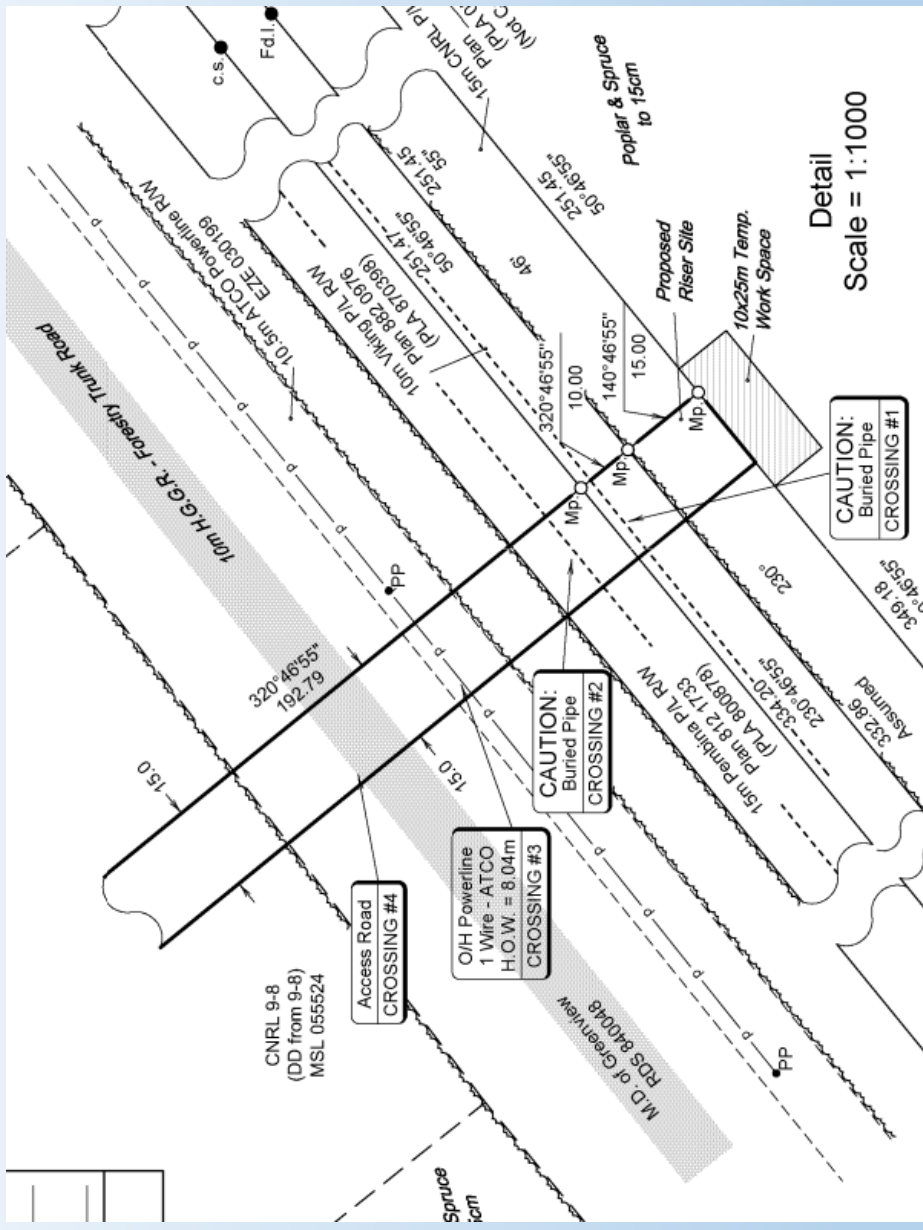 c.s.
Fd.I.
15m CNRL P/L
Plan
(PLA 0
(Not C
Poplar & Spruce
to 15cm
Detail
Scale = 1:1000
10.5m ATCO Powerline R/W
EZE 030199
10m H.G.G.R. - Forestry Trunk Road
10m Viking P/L R/W
Plan 882 0976
(PLA 870398)
251.47
50°46'55"
251.45
55"
46'
251.45
50°46'55"
Proposed
Riser Site
10x25m Temp.
Work Space
320°46'55"
10.00
140°46'55"
15.00
Mp.
Mp.
Mp.
CAUTION:
Buried Pipe
CROSSING #1
PP
320°46'55"
192.79
15.0
15.0
CAUTION:
Buried Pipe
CROSSING #2
O/H Powerline
1 Wire - ATCO
H.O.W. = 8.04m
CROSSING #3
Access Road
CROSSING #4
CNRL 9-8
(DD from 9-8)
MSL 055524
15m Pembina P/L R/W
Plan 812 1733
(PLA 800878)
334.20
230°46'55"
230°
332.86
Assumed
349.18
°46'55"
M.D. of Greenview
RDS 840048
PP
p
p
p
p
p
p
p
p
p
Spruce
cm